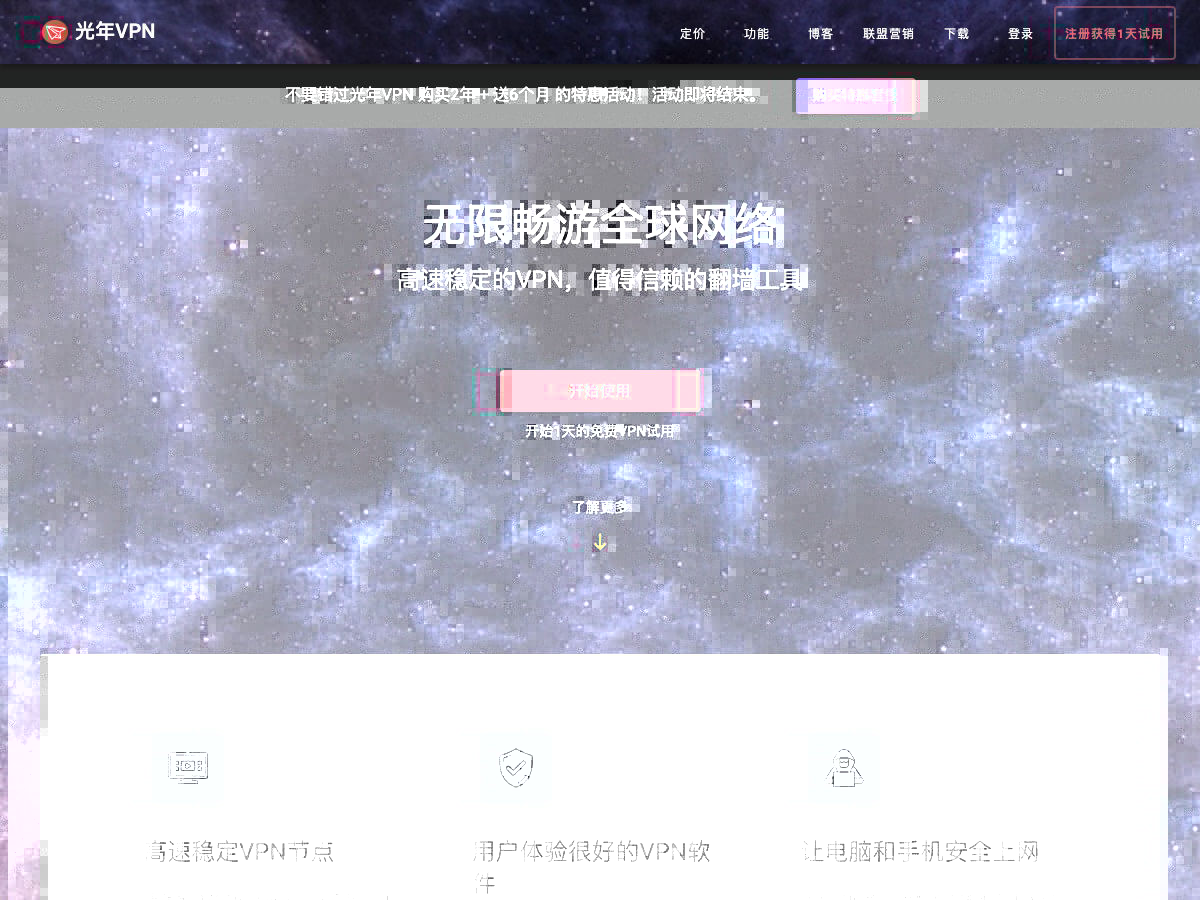 光年VPN
定价 功能 博客 联盟营销 下载 登录 注册获得1天试用
不要错过光年VPN 购买2年 + 送6个月 的特惠活动！活动即将结束。
无限畅游全球网络
高速稳定的VPN，值得信赖的翻墙工具
开始使用
开始1天的免费VPN试用
了解更多
高速稳定VPN节点
用户体验很好的VPN软件
让电脑和手机安全上网